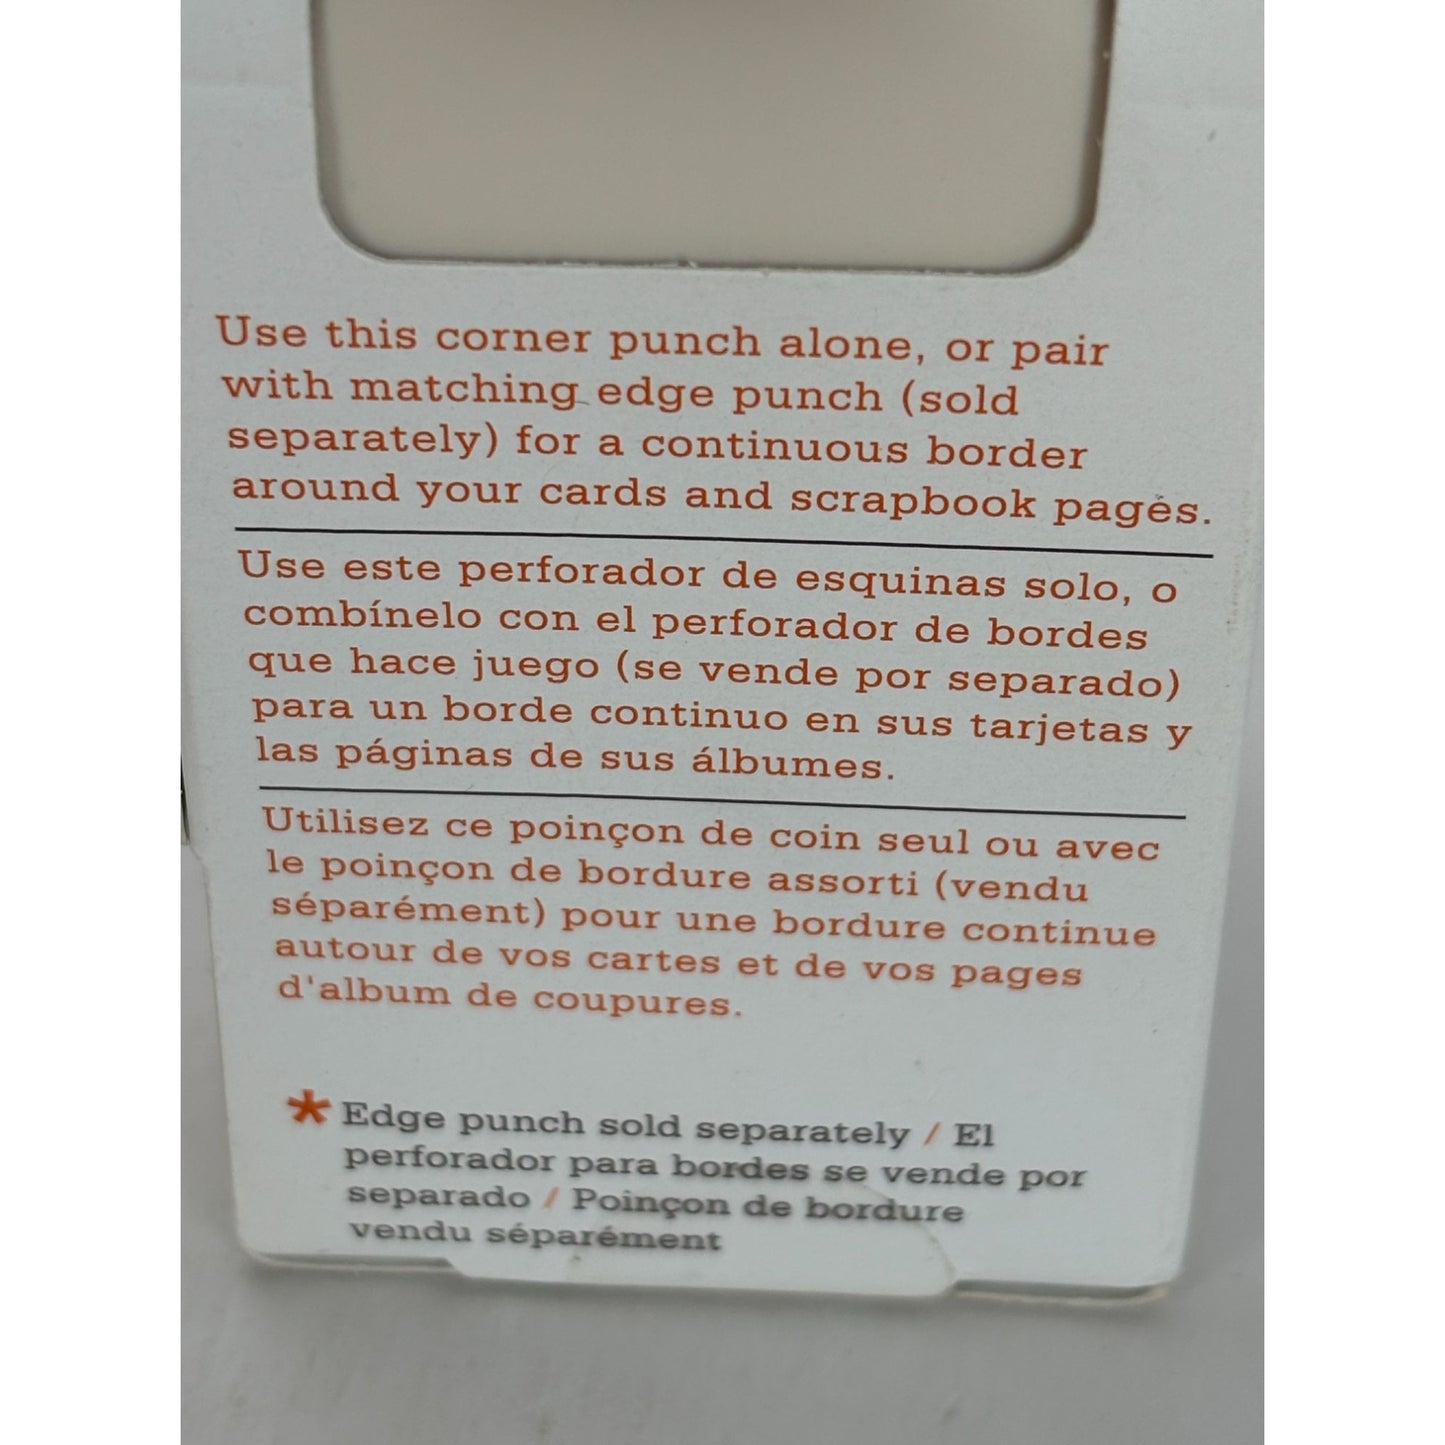 Use this corner punch alone, or pair
with matching edge punch (sold
separately) for a continuous border
around your cards and scrapbook pages.
Use este perforador de esquinas solo, o
combínelo con el perforador de bordes
que hace juego (se vende por separado)
para un borde continuo en sus tarjetas y
las páginas de sus álbumes.
Utilisez ce poinçon de coin seul ou avec
le poinçon de bordure assorti (vendu
séparément) pour une bordure continue
autour de vos cartes et de vos pages
d'album de coupures.
* Edge punch sold separately / El
perforador para bordes se vende por
separado / Poinçon de bordure
vendu séparément